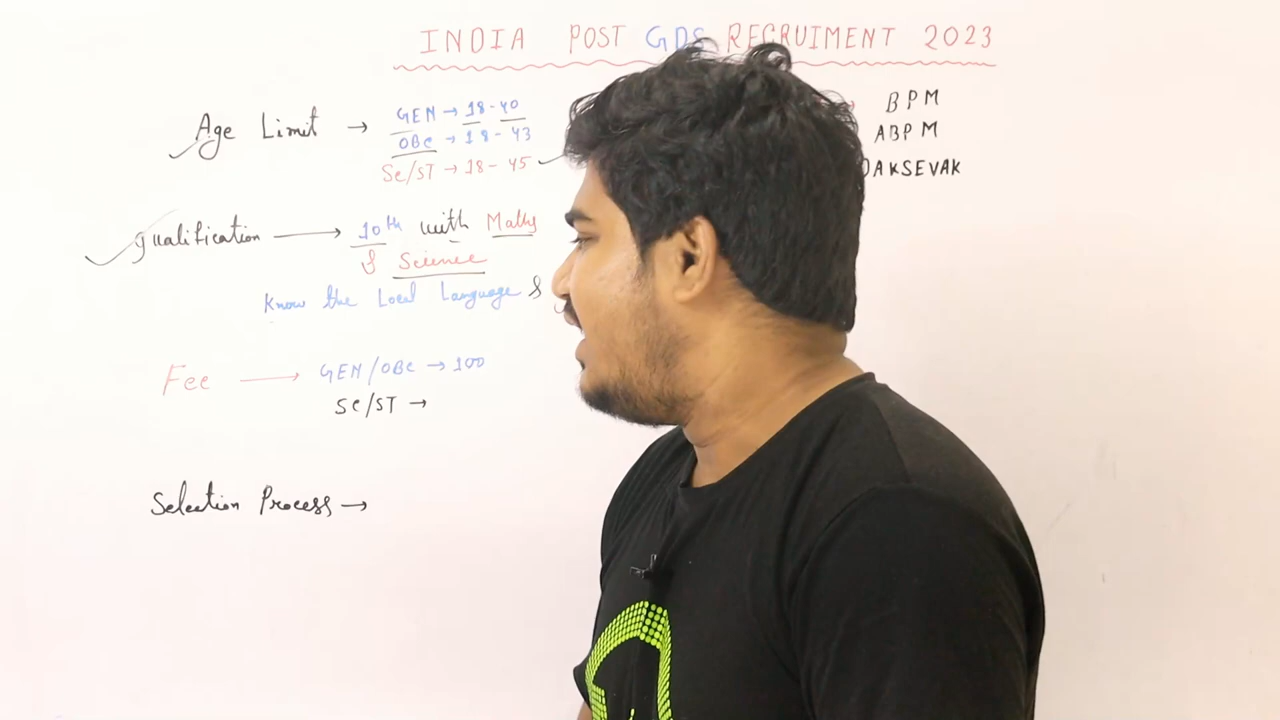 INDIA POST GDS RECRUIMENT 2023
Age Limit → GEN → 18-40
OBC → 18-43
SC/ST → 18-45
BPM
ABPM
DAKSEVAK
Qualification → 10th with Maths
& Science
Know the Local Language &
Fee → GEN/OBC → 100
SC/ST →
Selection Process →